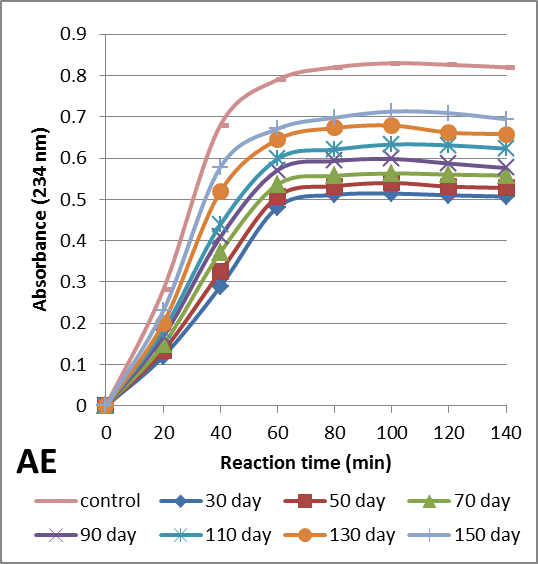 0.9
0.8
0.7
0.6
0.5
0.4
0.3
0.2
0.1
0
Absorbance (234 nm)
0 20 40 60 80 100 120 140
AE
Reaction time (min)
control 30 day 50 day 70 day
90 day 110 day 130 day 150 day